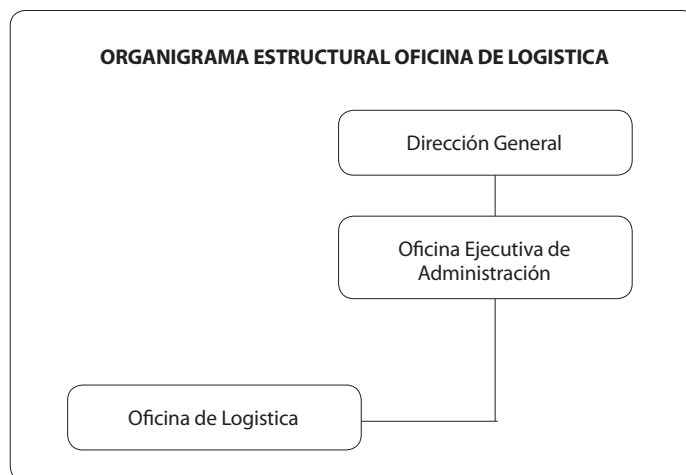 ORGANIGRAMA ESTRUCTURAL OFICINA DE LOGISTICA
Dirección General
Oficina Ejecutiva de
Administración
Oficina de Logistica